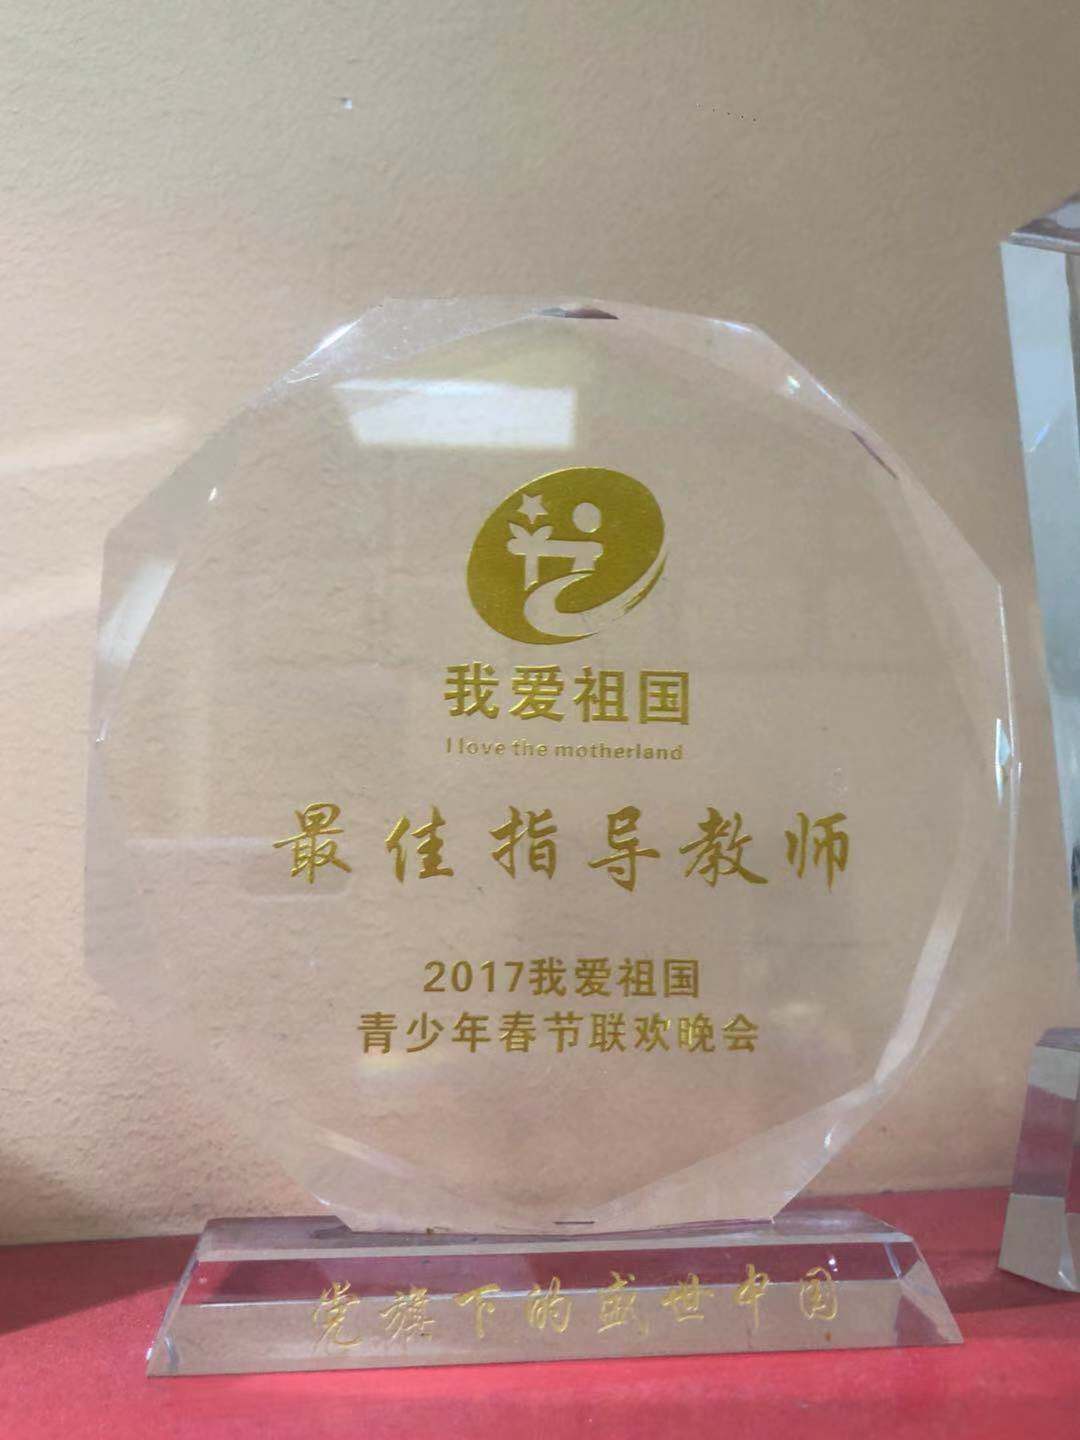 我爱祖国
I love the motherland
最佳指导教师
2017我爱祖国
青少年春节联欢晚会
党旗下的盛世中国